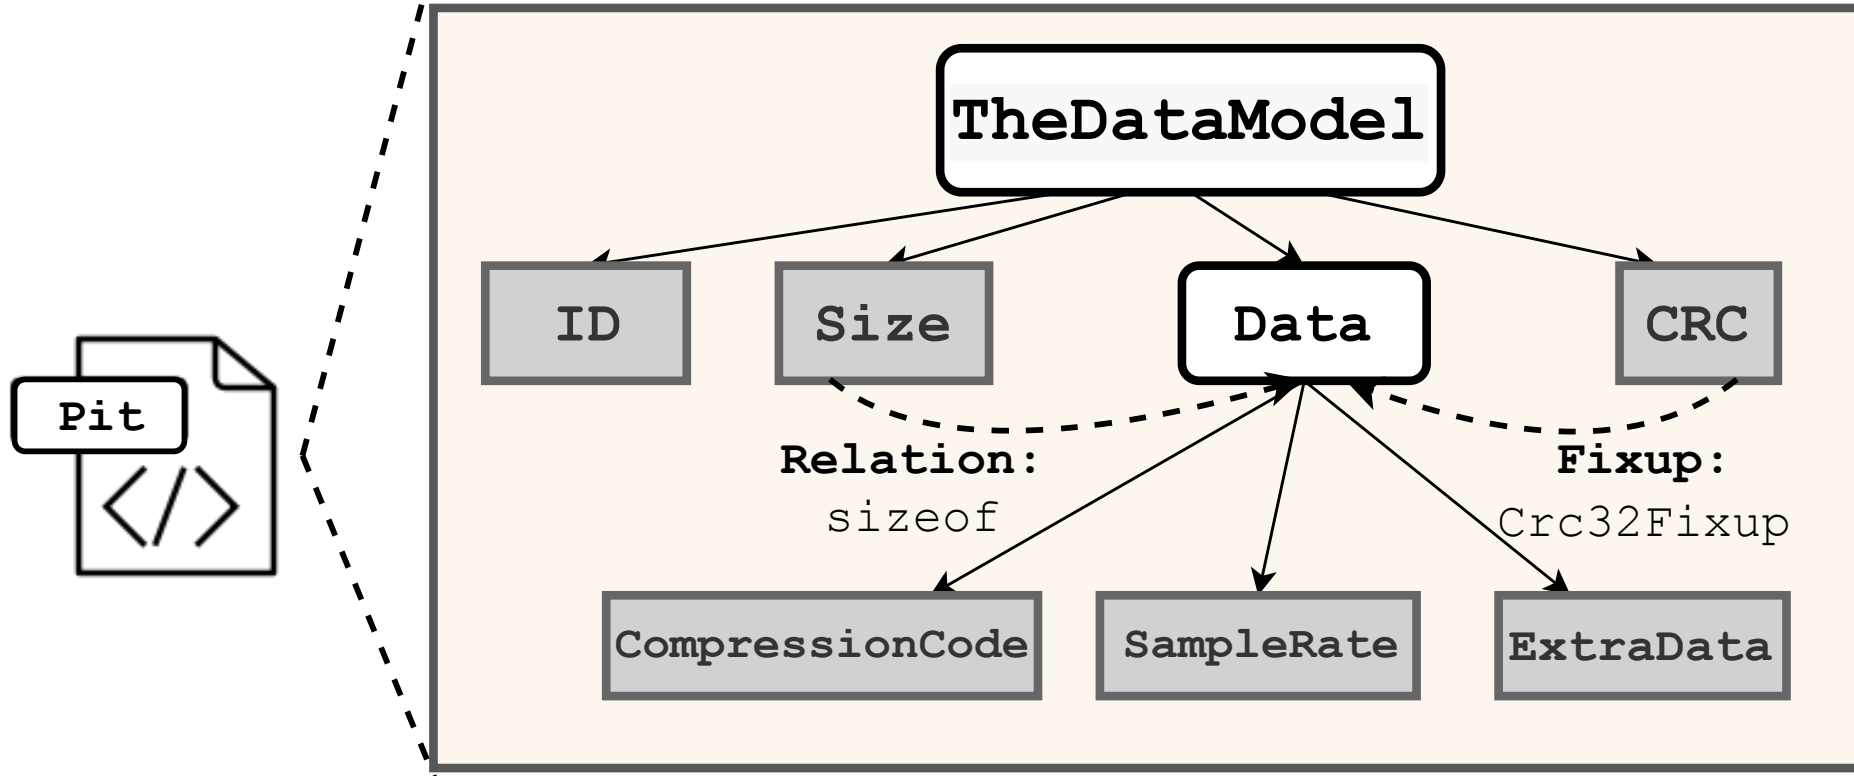 TheDataModel
ID
Size
Data
CRC
Pit
Relation:
sizeof
Fixup:
Crc32Fixup
CompressionCode
SampleRate
ExtraData